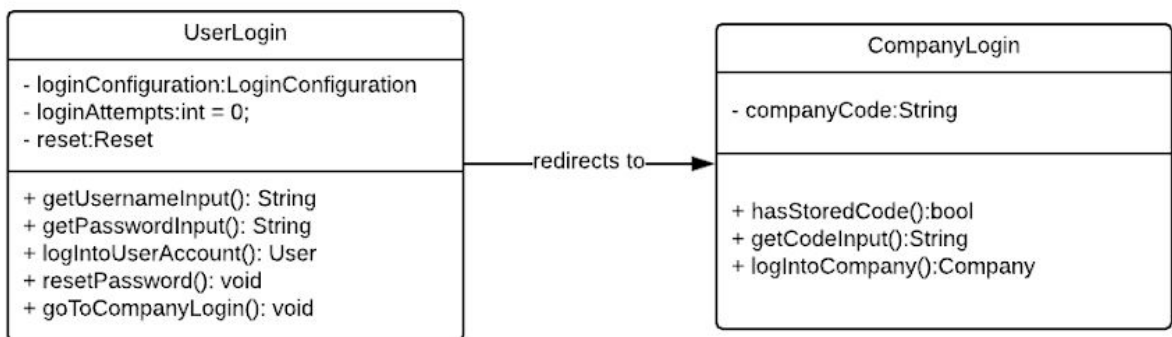 UserLogin
- loginConfiguration:LoginConfiguration
- loginAttempts:int = 0;
- reset:Reset
+ getUsernameInput(): String
+ getPasswordInput(): String
+ logIntoUserAccount(): User
+ resetPassword(): void
+ goToCompanyLogin(): void
redirects to
CompanyLogin
- companyCode:String
+ hasStoredCode():bool
+ getCodeInput():String
+ logIntoCompany():Company